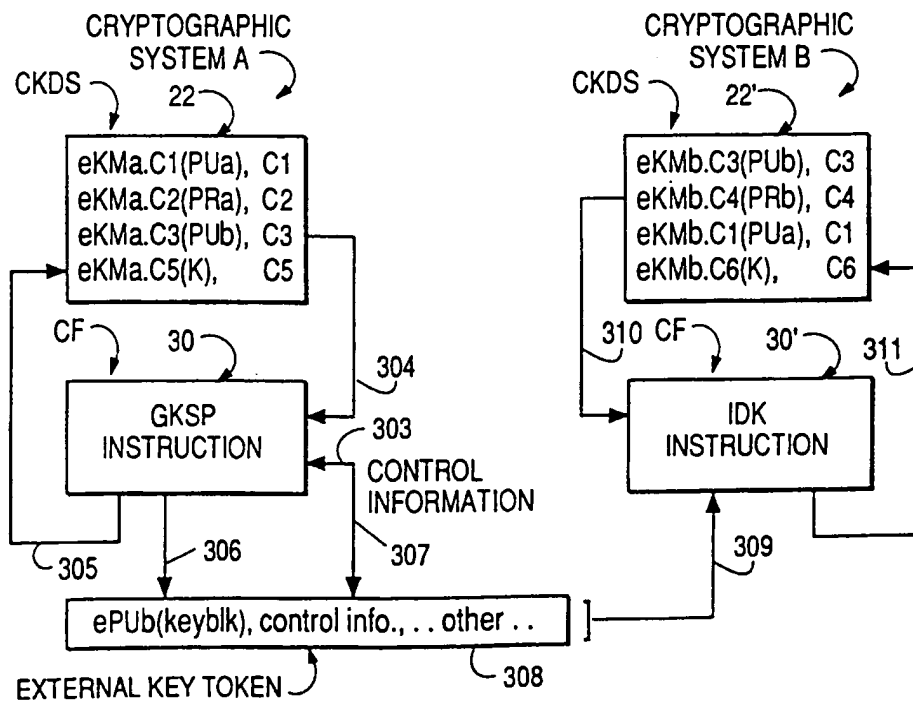 CRYPTOGRAPHIC
SYSTEM A
CKDS
22
eKMa.C1(PUa), C1
eKMa.C2(PRa), C2
eKMa.C3(PUb), C3
eKMa.C5(K), C5
CF
30
304
GKSP
INSTRUCTION
303
CONTROL
INFORMATION
305
306
307
ePUb(keyblk), control info., . . other . .
EXTERNAL KEY TOKEN
308
CRYPTOGRAPHIC
SYSTEM B
CKDS
22'
eKMb.C3(PUb), C3
eKMb.C4(PRb), C4
eKMb.C1(PUa), C1
eKMb.C6(K), C6
310
CF
30'
311
IDK
INSTRUCTION
309